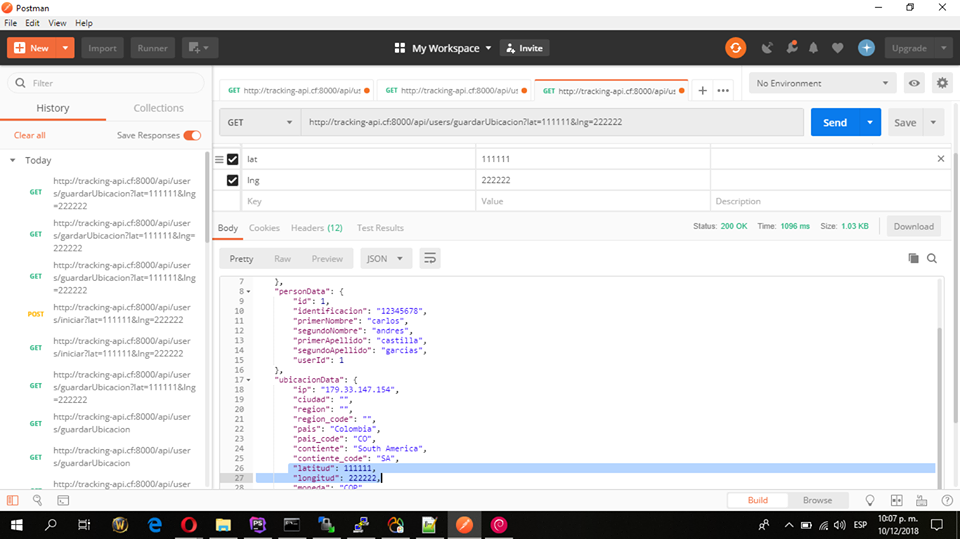 Postman
File Edit View Help
New Import Runner My Workspace Invite Upgrade
Filter
History Collections
Clear all Save Responses
Today
GET http://tracking-api.cf:8000/api/users/guardarUbicacion?lat=111111&lng=222222
GET http://tracking-api.cf:8000/api/users/gardarUbicacion?lat=111111&lng=222222
GET http://tracking-api.cf:8000/api/users/guardarUbicacion?lat=111111&lng=222222
POST http://tracking-api.cf:8000/api/users/iniciar?lat=111111&lng=222222
GET http://tracking-api.cf:8000/api/users/iniciar?lat=111111&lng=222222
GET http://tracking-api.cf:8000/api/users/guardarUbicacion?lat=111111&lng=222222
GET http://tracking-api.cf:8000/api/users/guardarUbicacion
GET http://tracking-api.cf:8000/api/users/guardarUbicacion
GET http://tracking-api.cf:8000/api/user
GET http://tracking-api.cf:8000/api/us GET http://tracking-api.cf:8000/api/us GET http://tracking-api.cf:8000/api/us
No Environment
GET http://tracking-api.cf:8000/api/users/guardarUbicacion?lat=111111&lng=222222 Send Save
lat 111111
lng 222222
Key Value Description
Body Cookies Headers (12) Test Results Status: 200 OK Time: 1096 ms Size: 1.03 KB Download
Pretty Raw Preview JSON
7 },
8 "personData": {
9 "id": 1,
10 "identificacion": "12345678",
11 "primerNombre": "carlos",
12 "segundoNombre": "andres",
13 "primerApellido": "castilla",
14 "segundoApellido": "garcias",
15 "userId": 1
16 },
17 "ubicacionData": {
18 "ip": "179.33.147.154",
19 "ciudad": "",
20 "region": "",
21 "region_code": "",
22 "pais": "Colombia",
23 "pais_code": "CO",
24 "contiente": "South America",
25 "contiente_code": "SA",
26 "latitud": 111111,
27 "longitud": 222222,
28 "moneda": "COP"
Build Browse
ESP
10:07 p. m.
10/12/2018